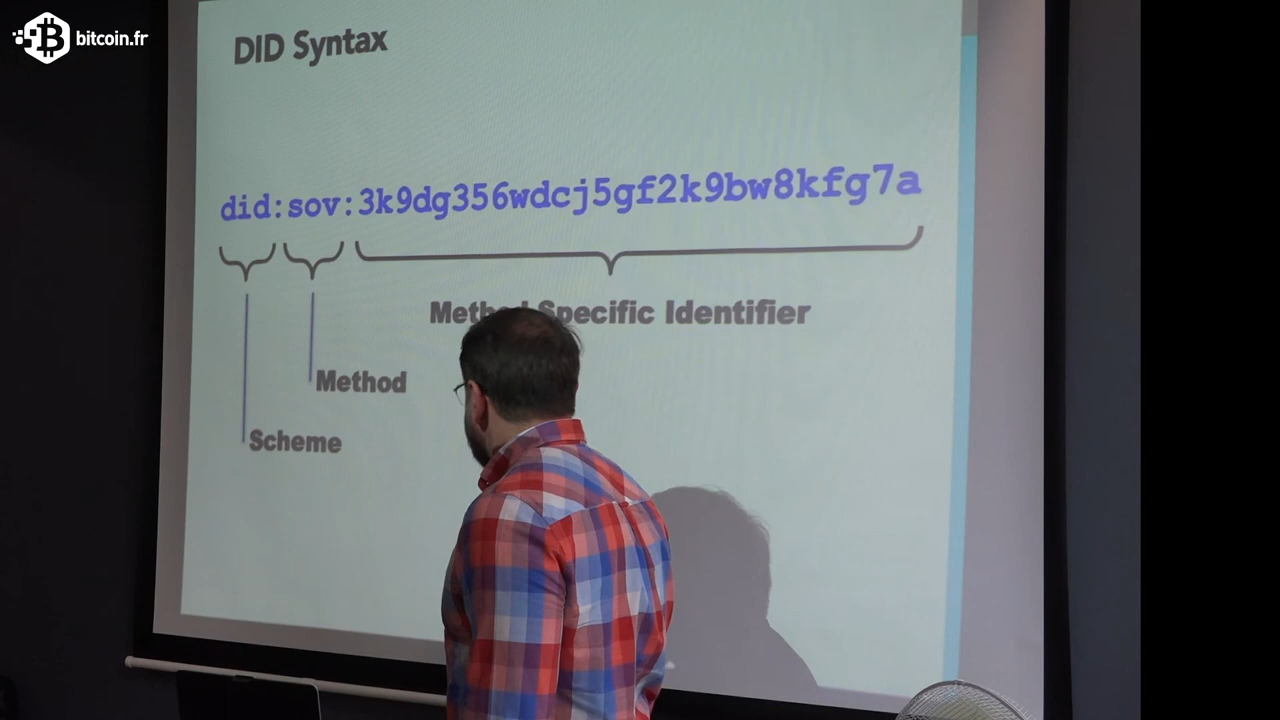 bitcoin.fr
DID Syntax
did:sov:3k9dg356wdcj5gf2k9bw8kfg7a
Specific Identifier
Method
Scheme